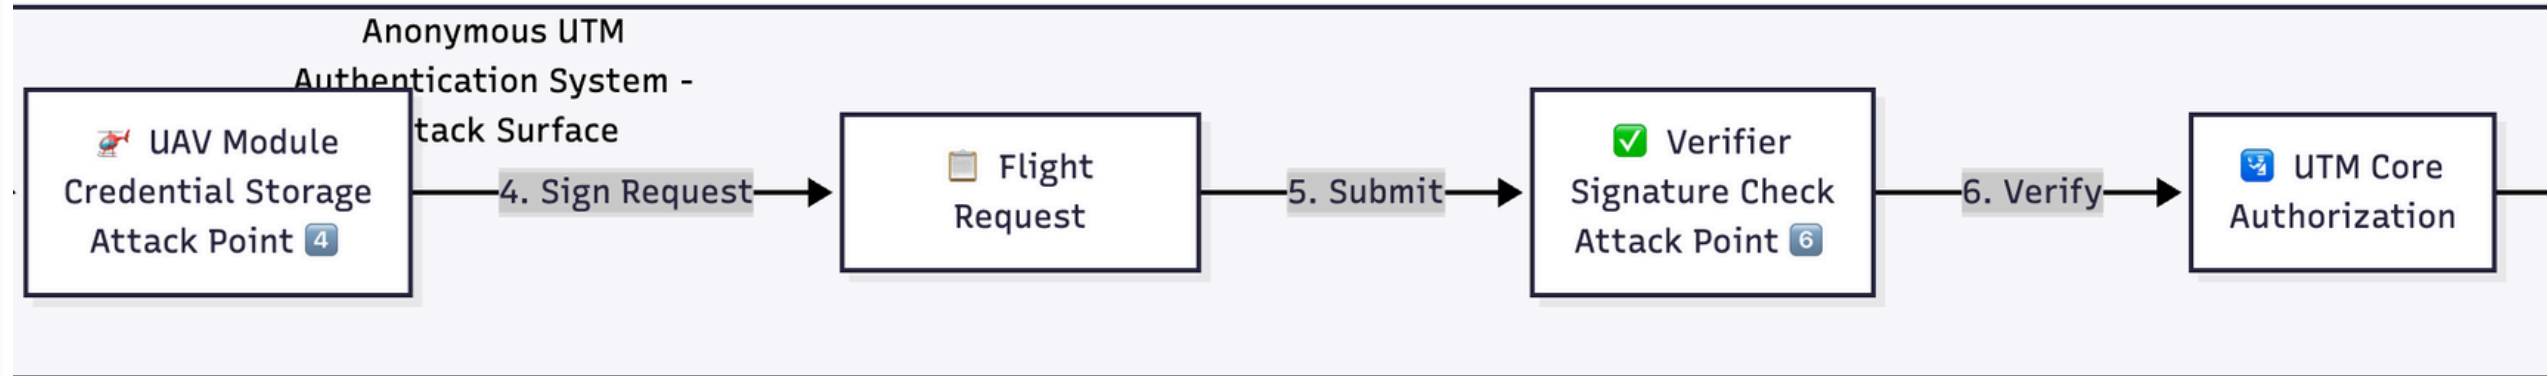 Anonymous UTM
Authentication System -
tack Surface
🚁 UAV Module
Credential Storage
Attack Point 4️⃣
4. Sign Request
📋 Flight
Request
5. Submit
✅ Verifier
Signature Check
Attack Point 6️⃣
6. Verify
🛂 UTM Core
Authorization